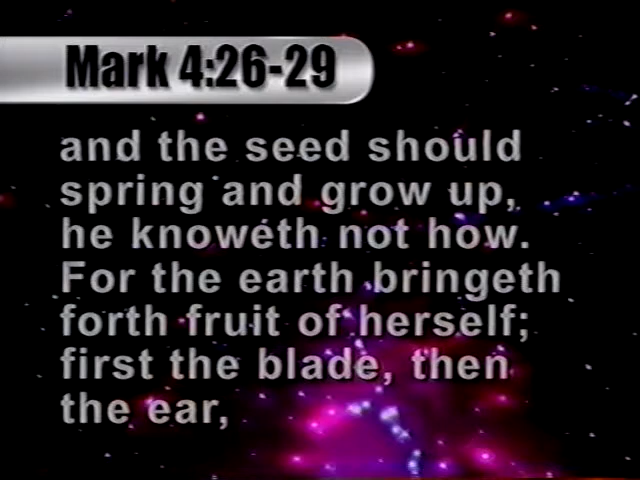 Mark 4:26-29
and the seed should
spring and grow up,
he knoweth not how.
For the earth bringeth
forth fruit of herself;
first the blade, then
the ear,